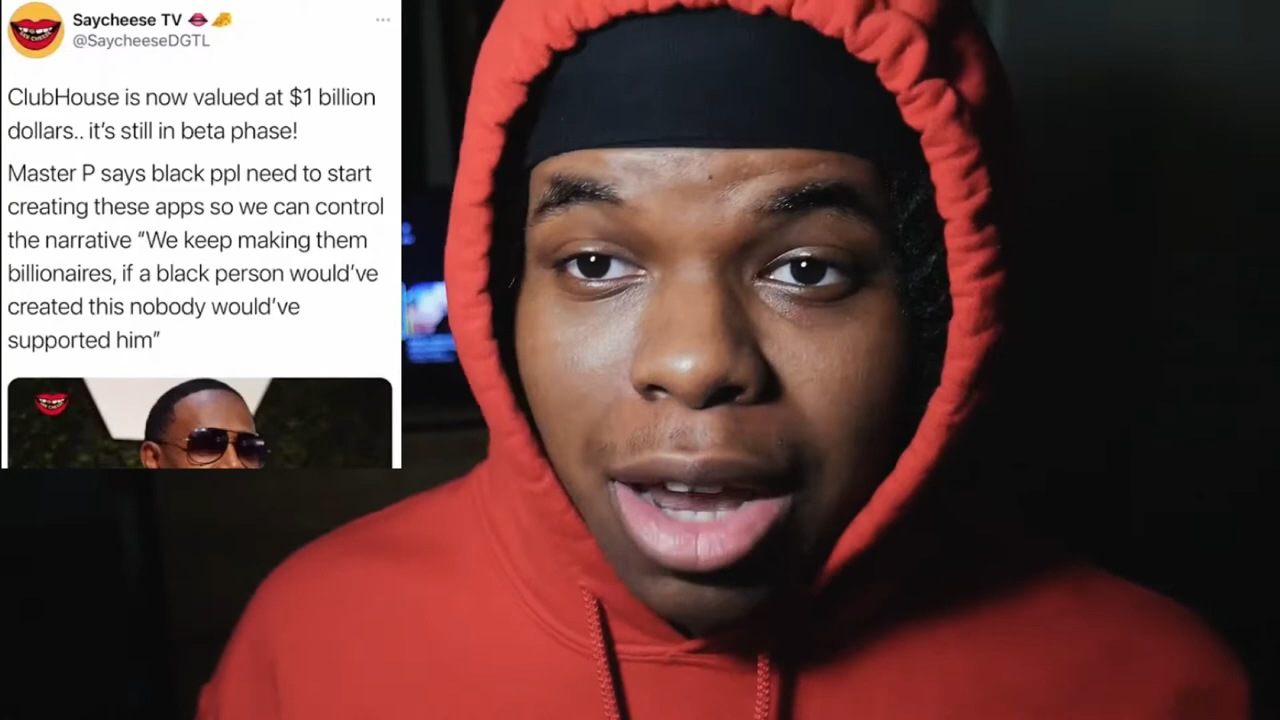 Saycheese TV 👄🧀
@SaycheeseDGTL
ClubHouse is now valued at $1 billion
dollars.. it’s still in beta phase!
Master P says black ppl need to start
creating these apps so we can control
the narrative “We keep making them
billionaires, if a black person would’ve
created this nobody would’ve
supported him”